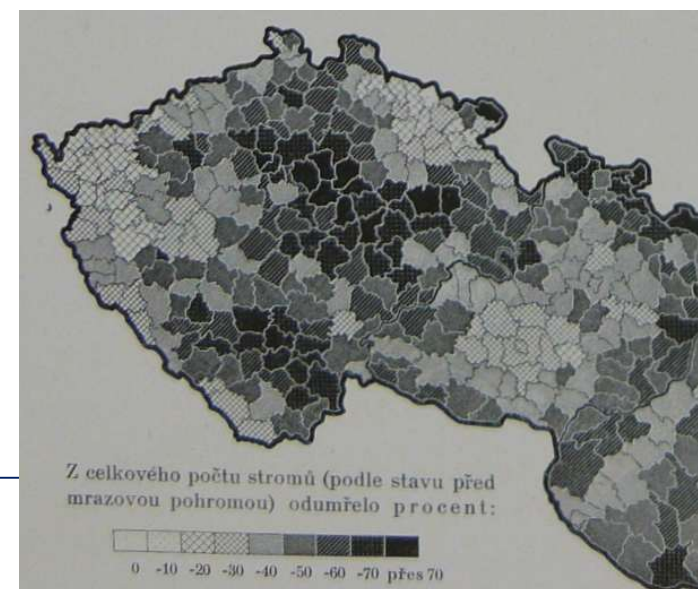 Z celkového počtu stromů (podle stavu před
mrazovou pohromou) odumřelo procent:
0 -10 -20 -30 -40 -50 -60 -70 přes 70